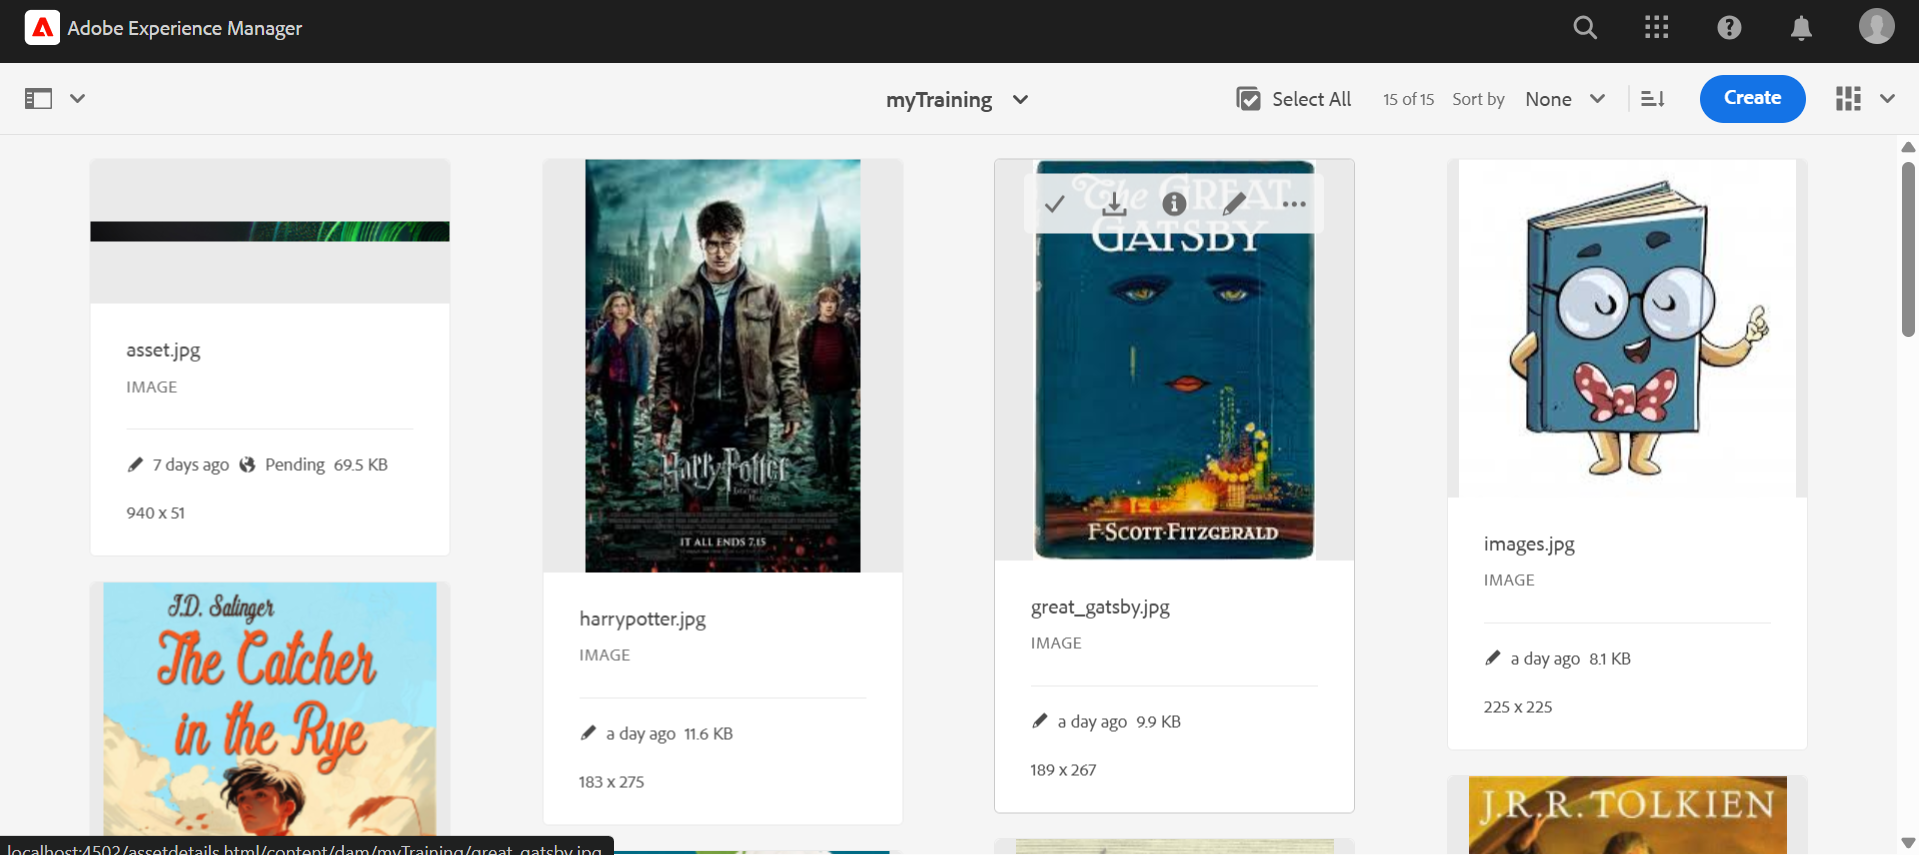 Adobe Experience Manager
myTraining
Select All
15 of 15
Sort by
None
Create
asset.jpg
IMAGE
7 days ago Pending 69.5 KB
940 x 51
Harry Potter
IT ALL ENDS 7.15
harrypotter.jpg
IMAGE
a day ago 11.6 KB
183 x 275
The GREAT
GATSBY
F·SCOTT·FITZGERALD
great_gatsby.jpg
IMAGE
a day ago 9.9 KB
189 x 267
images.jpg
IMAGE
a day ago 8.1 KB
225 x 225
J.D. Salinger
The Catcher
in the Rye
J.R.R. TOLKIEN
localhost:4502/assetdetails.html/content/dam/myTraining/great_gatsby.jpg